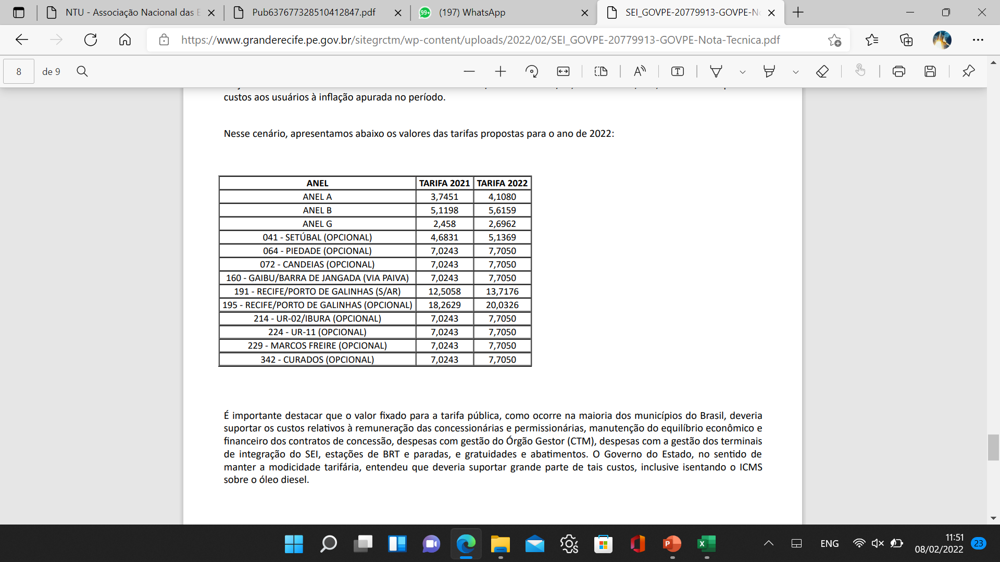 NTU - Associação Nacional das E
Pub637677328510412847.pdf
99+ (197) WhatsApp
SEI_GOVPE-20779913-GOVPE-N
https://www.granderecife.pe.gov.br/sitegrctm/wp-content/uploads/2022/02/SEI_GOVPE-20779913-GOVPE-Nota-Tecnica.pdf
8 de 9
custos aos usuários à inflação apurada no período.
Nesse cenário, apresentamos abaixo os valores das tarifas propostas para o ano de 2022:
ANEL TARIFA 2021 TARIFA 2022
ANEL A 3,7451 4,1080
ANEL B 5,1198 5,6159
ANEL G 2,458 2,6962
041 - SETÚBAL (OPCIONAL) 4,6831 5,1369
064 - PIEDADE (OPCIONAL) 7,0243 7,7050
072 - CANDEIAS (OPCIONAL) 7,0243 7,7050
160 - GAIBU/BARRA DE JANGADA (VIA PAIVA) 7,0243 7,7050
191 - RECIFE/PORTO DE GALINHAS (S/AR) 12,5058 13,7176
195 - RECIFE/PORTO DE GALINHAS (OPCIONAL) 18,2629 20,0326
214 - UR-02/IBURA (OPCIONAL) 7,0243 7,7050
224 - UR-11 (OPCIONAL) 7,0243 7,7050
229 - MARCOS FREIRE (OPCIONAL) 7,0243 7,7050
342 - CURADOS (OPCIONAL) 7,0243 7,7050
É importante destacar que o valor fixado para a tarifa pública, como ocorre na maioria dos municípios do Brasil, deveria
suportar os custos relativos à remuneração das concessionárias e permissionárias, manutenção do equilíbrio econômico e
financeiro dos contratos de concessão, despesas com gestão do Órgão Gestor (CTM), despesas com a gestão dos terminais
de integração do SEI, estações de BRT e paradas, e gratuidades e abatimentos. O Governo do Estado, no sentido de
manter a modicidade tarifária, entendeu que deveria suportar grande parte de tais custos, inclusive isentando o ICMS
sobre o óleo diesel.
ENG
11:51
08/02/2022
23